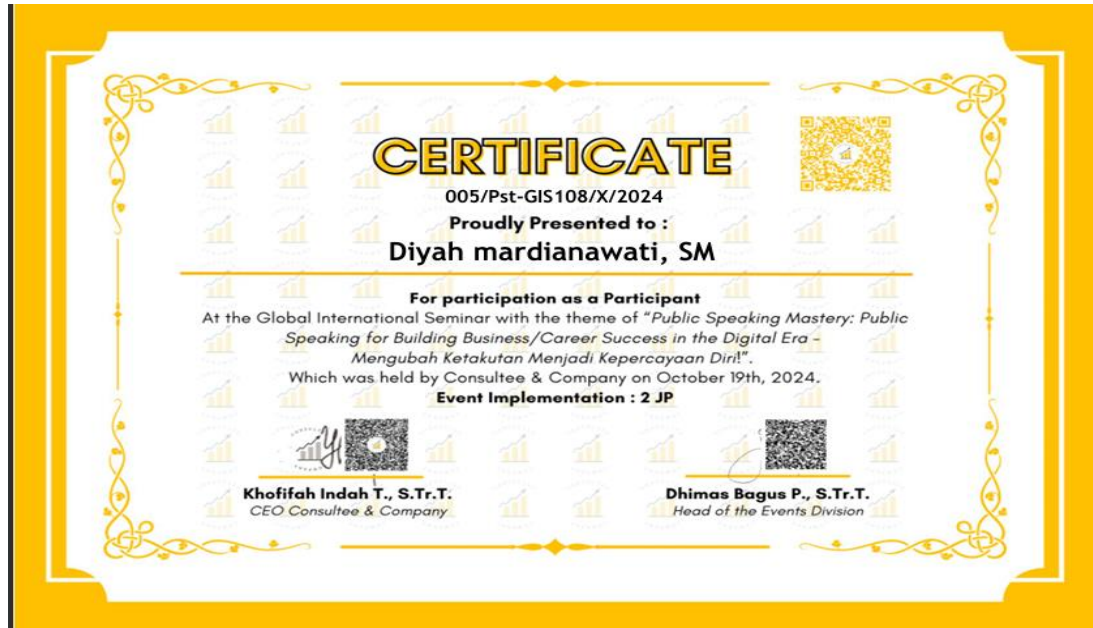 CERTIFICATE
005/Pst-GIS108/X/2024
Proudly Presented to :
Diyah mardianawati, SM
For participation as a Participant
At the Global International Seminar with the theme of "Public Speaking Mastery: Public
Speaking for Building Business/Career Success in the Digital Era –
Mengubah Ketakutan Menjadi Kepercayaan Diri!".
Which was held by Consultee & Company on October 19th, 2024.
Event Implementation : 2 JP
Khofifah Indah T., S.Tr.T.
CEO Consultee & Company
Dhimas Bagus P., S.Tr.T.
Head of the Events Division